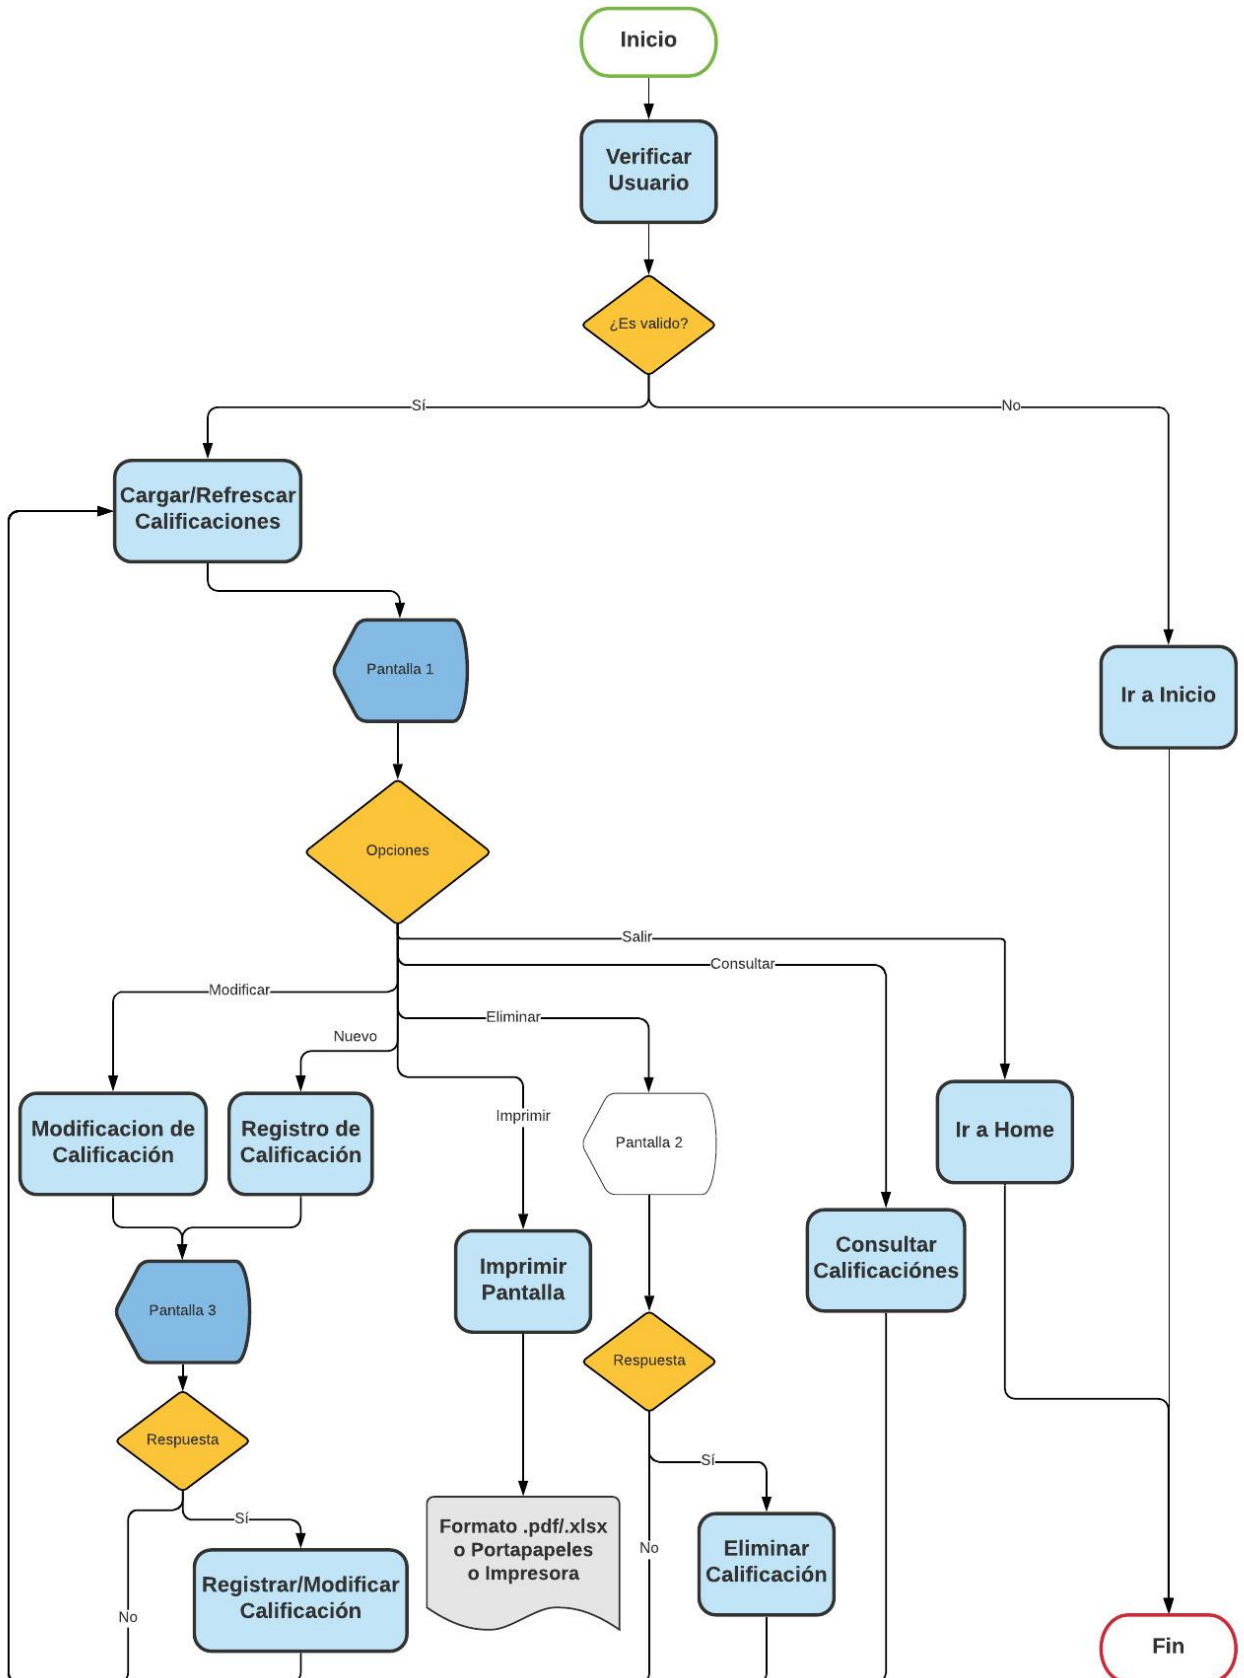 Inicio
Verificar
Usuario
¿Es valido?
Sí
No
Cargar/Refrescar
Calificaciones
Pantalla 1
Ir a Inicio
Opciones
Salir
Consultar
Modificar
Eliminar
Nuevo
Imprimir
Modificacion de
Calificación
Registro de
Calificación
Pantalla 2
Ir a Home
Consultar
Calificaciónes
Imprimir
Pantalla
Pantalla 3
Respuesta
Respuesta
Sí
Sí
No
Formato .pdf/.xlsx
o Portapapeles
o Impresora
Eliminar
Calificación
Registrar/Modificar
Calificación
No
Fin